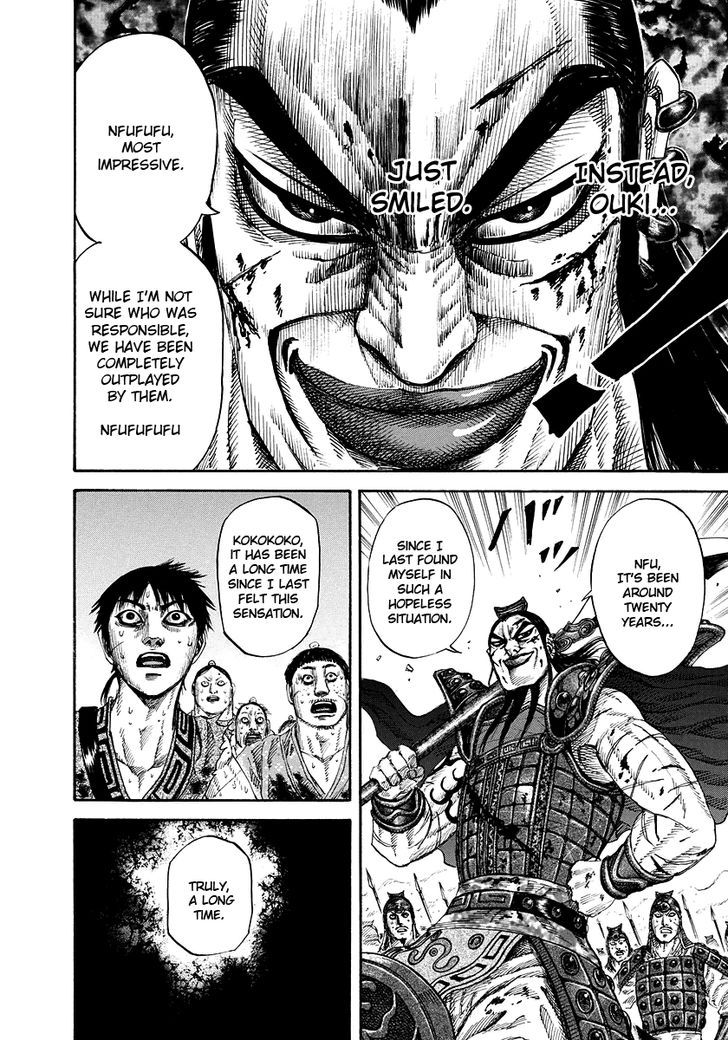 INSTEAD,
OUKI...
JUST
SMILED.
NFUFUFU,
MOST
IMPRESSIVE.
WHILE I'M NOT
SURE WHO WAS
RESPONSIBLE,
WE HAVE BEEN
COMPLETELY
OUTPLAYED
BY THEM.
NFUFUFUFU
NFU,
IT'S BEEN
AROUND
TWENTY
YEARS...
SINCE I
LAST FOUND
MYSELF IN
SUCH A
HOPELESS
SITUATION.
KOKOKOKO,
IT HAS BEEN
A LONG TIME
SINCE I LAST
FELT THIS
SENSATION.
TRULY,
A LONG
TIME.